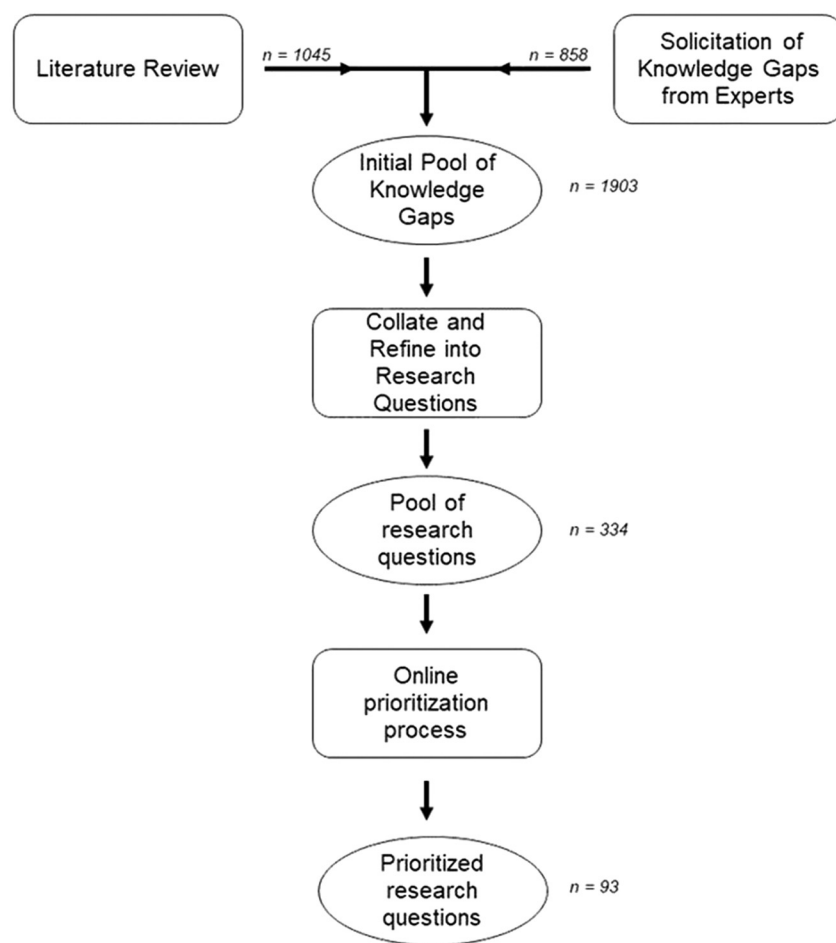 Literature Review
n = 1045
n = 858
Solicitation of
Knowledge Gaps
from Experts
Initial Pool of
Knowledge
Gaps
n = 1903
Collate and
Refine into
Research
Questions
Pool of
research
questions
n = 334
Online
prioritization
process
Prioritized
research
questions
n = 93